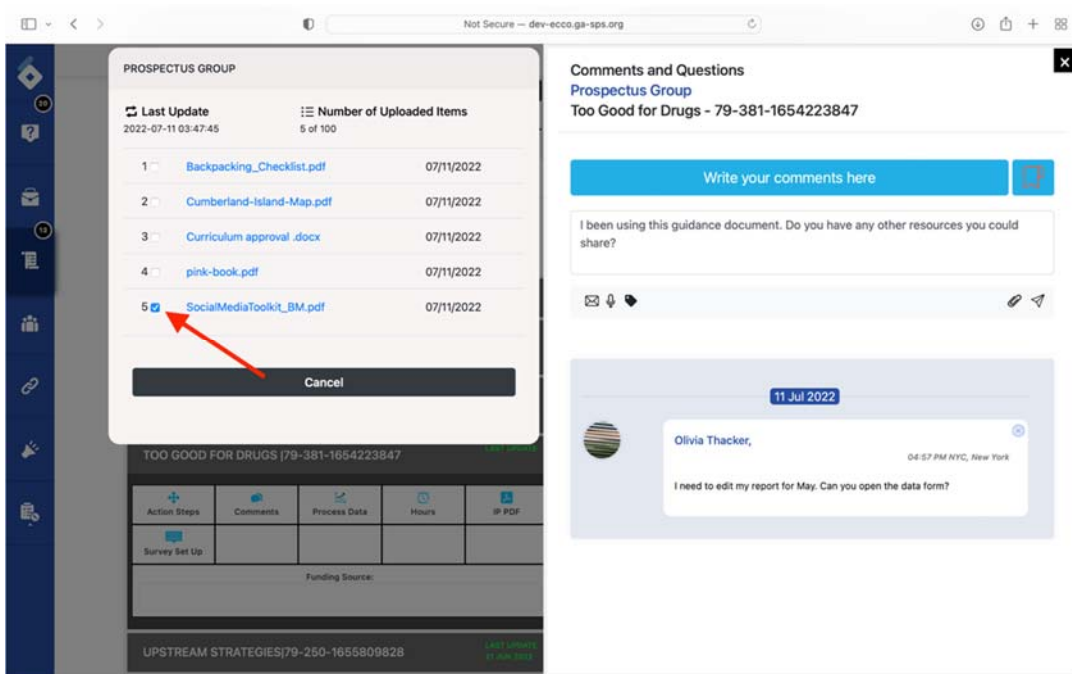 Not Secure — dev-ecco.ga-sps.org
20
13
PROSPECTUS GROUP
Last Update
2022-07-11 03:47:45
Number of Uploaded Items
5 of 100
1 Backpacking_Checklist.pdf 07/11/2022
2 Cumberland-Island-Map.pdf 07/11/2022
3 Curriculum approval .docx 07/11/2022
4 pink-book.pdf 07/11/2022
5 SocialMediaToolkit_BM.pdf 07/11/2022
Cancel
TOO GOOD FOR DRUGS |79-381-1654223847
LAST UPDATE
Action Steps Comments Process Data Hours IP PDF
Survey Set Up
Funding Source:
UPSTREAM STRATEGIES|79-250-1655809828
LAST UPDATE
Comments and Questions
Prospectus Group
Too Good for Drugs - 79-381-1654223847
x
Write your comments here
I been using this guidance document. Do you have any other resources you could
share?
11 Jul 2022
Olivia Thacker,
04:57 PM NYC, New York
I need to edit my report for May. Can you open the data form?